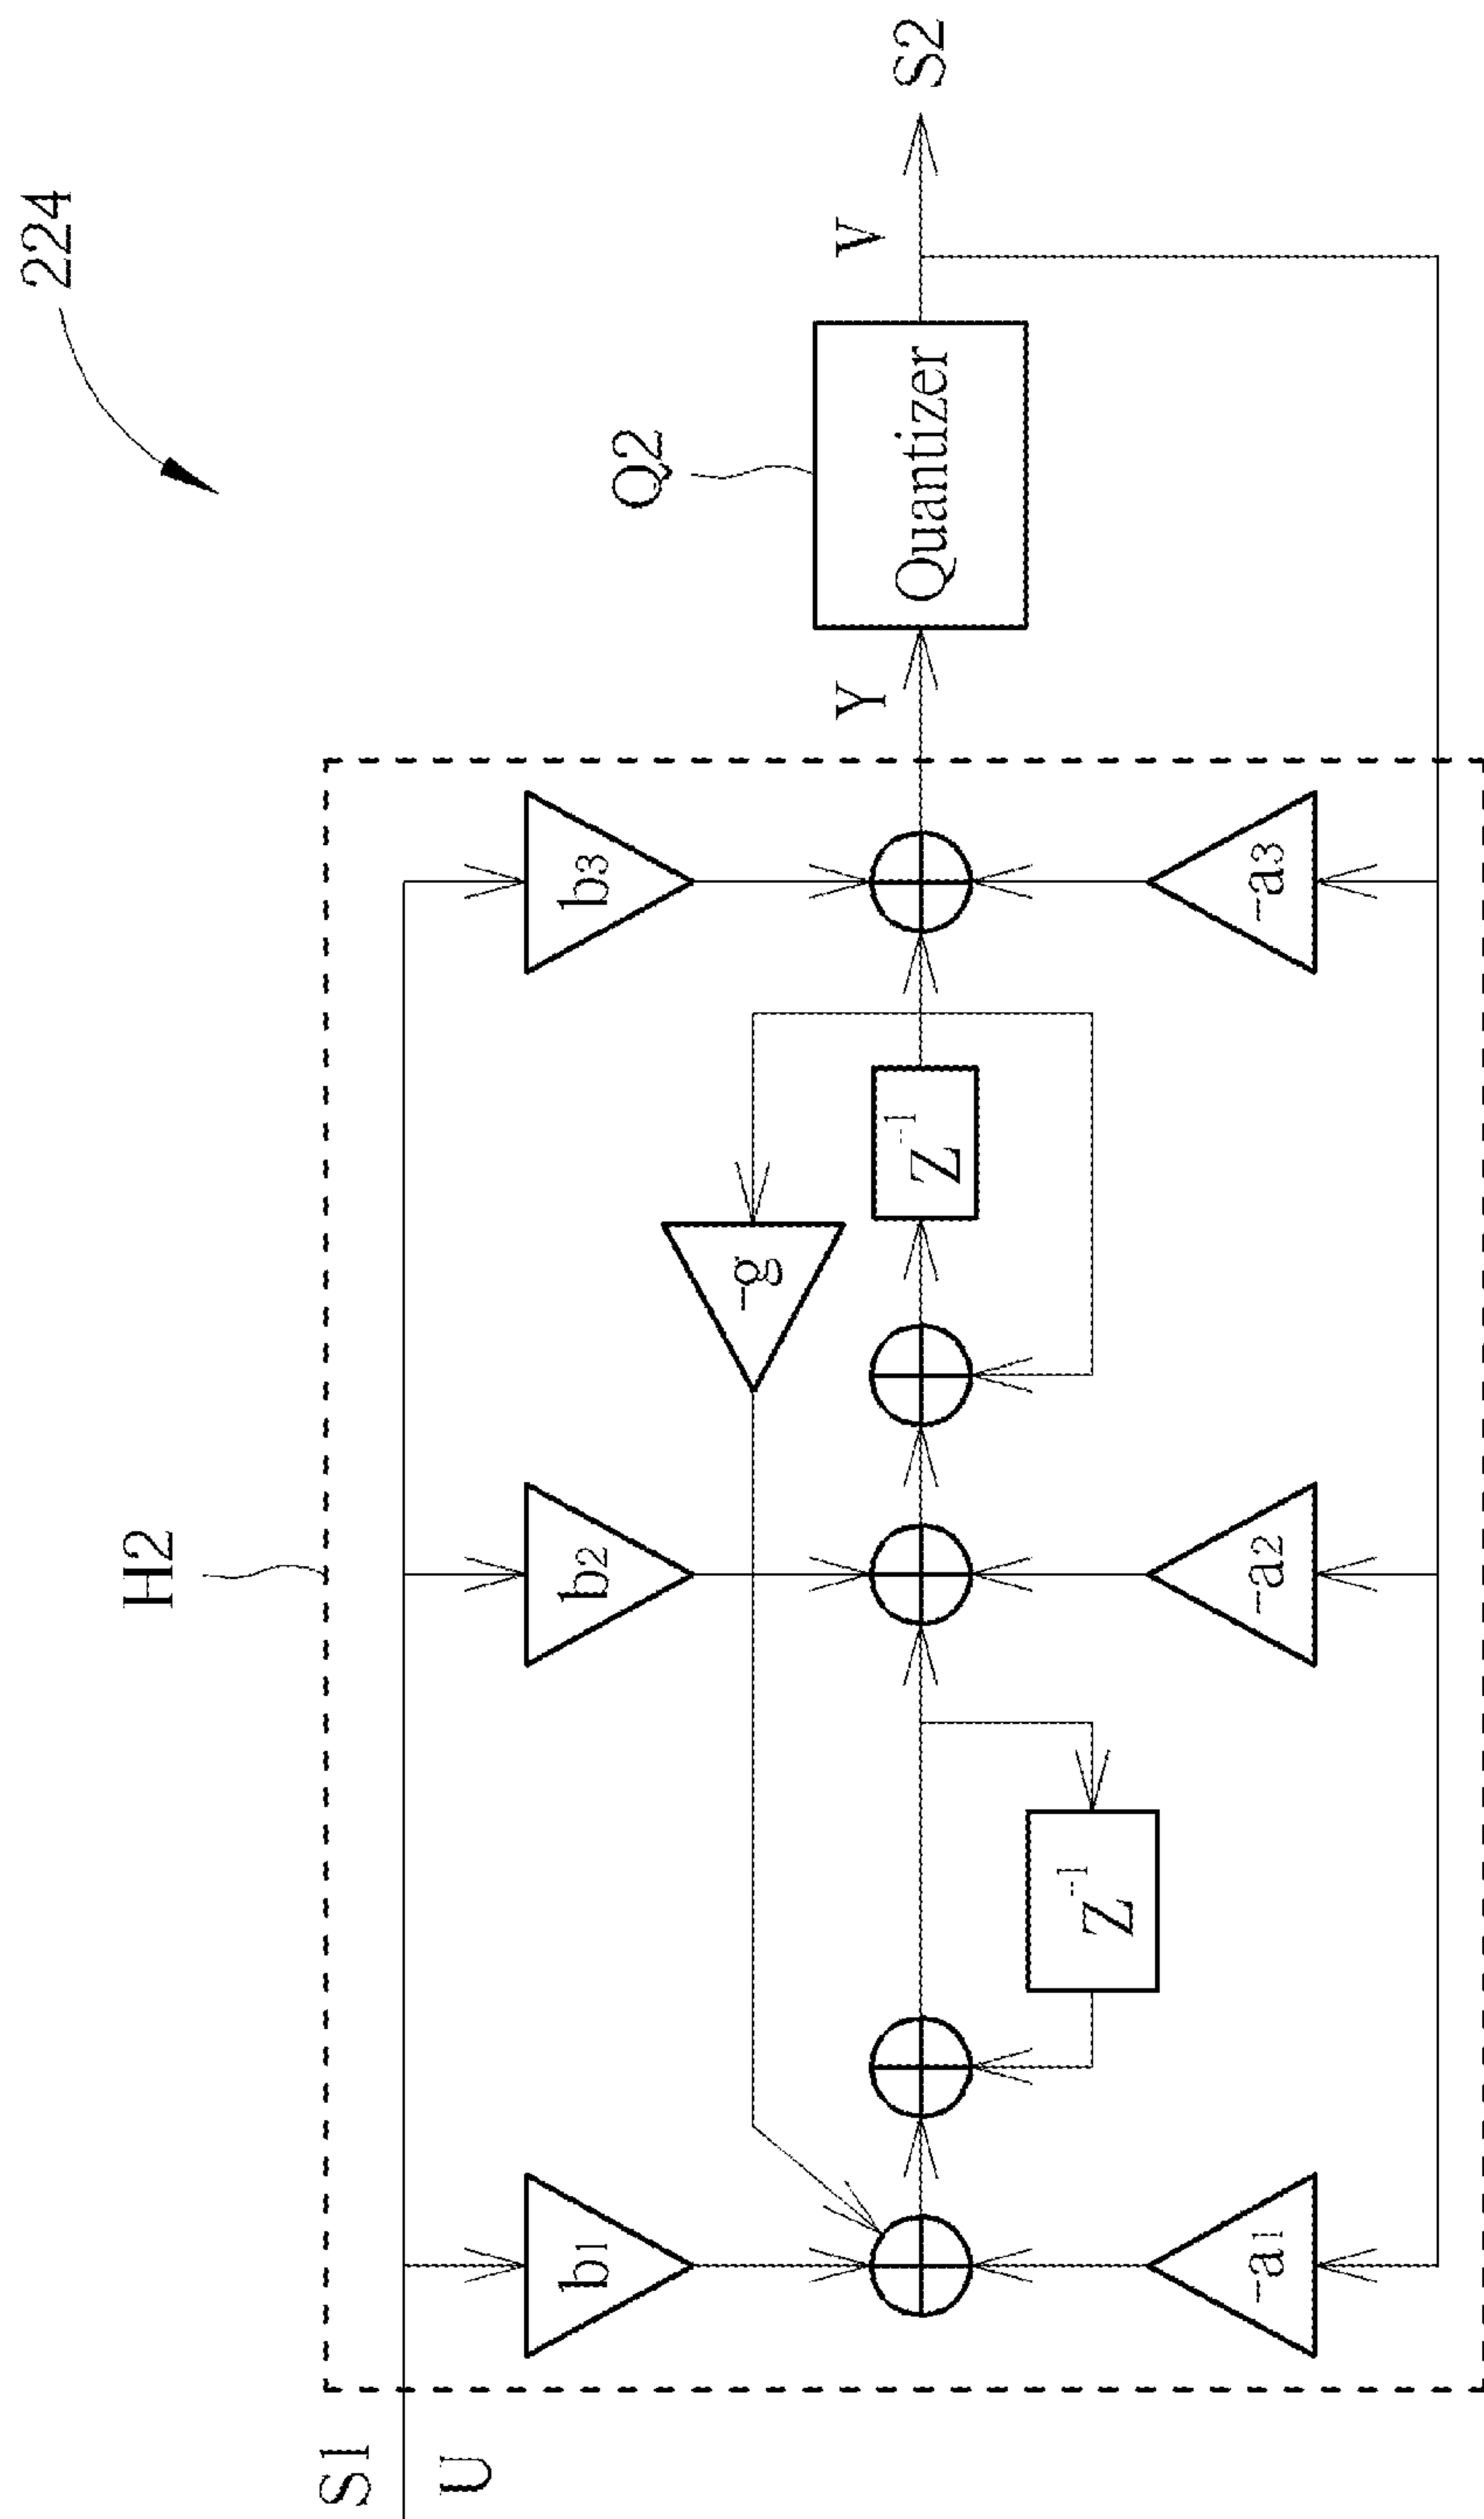 224
H2
S1
U
b1
b2
b3
-g
Z-1
Z-1
-a1
-a2
-a3
Y
Q2
Quantizer
V
S2